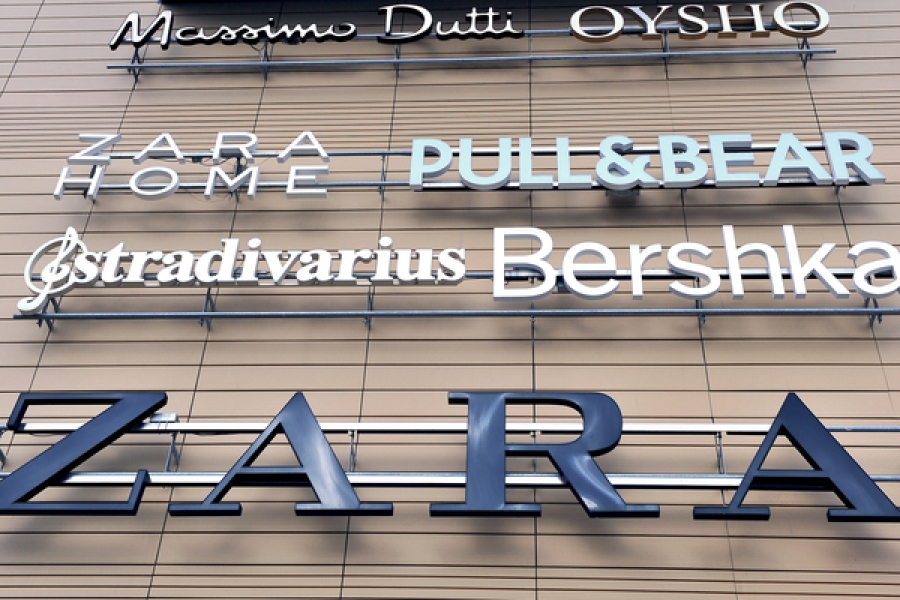 Massimo Dutti OYSHO
ZARA HOME PULL&BEAR
stradivarius Bershka
ZARA